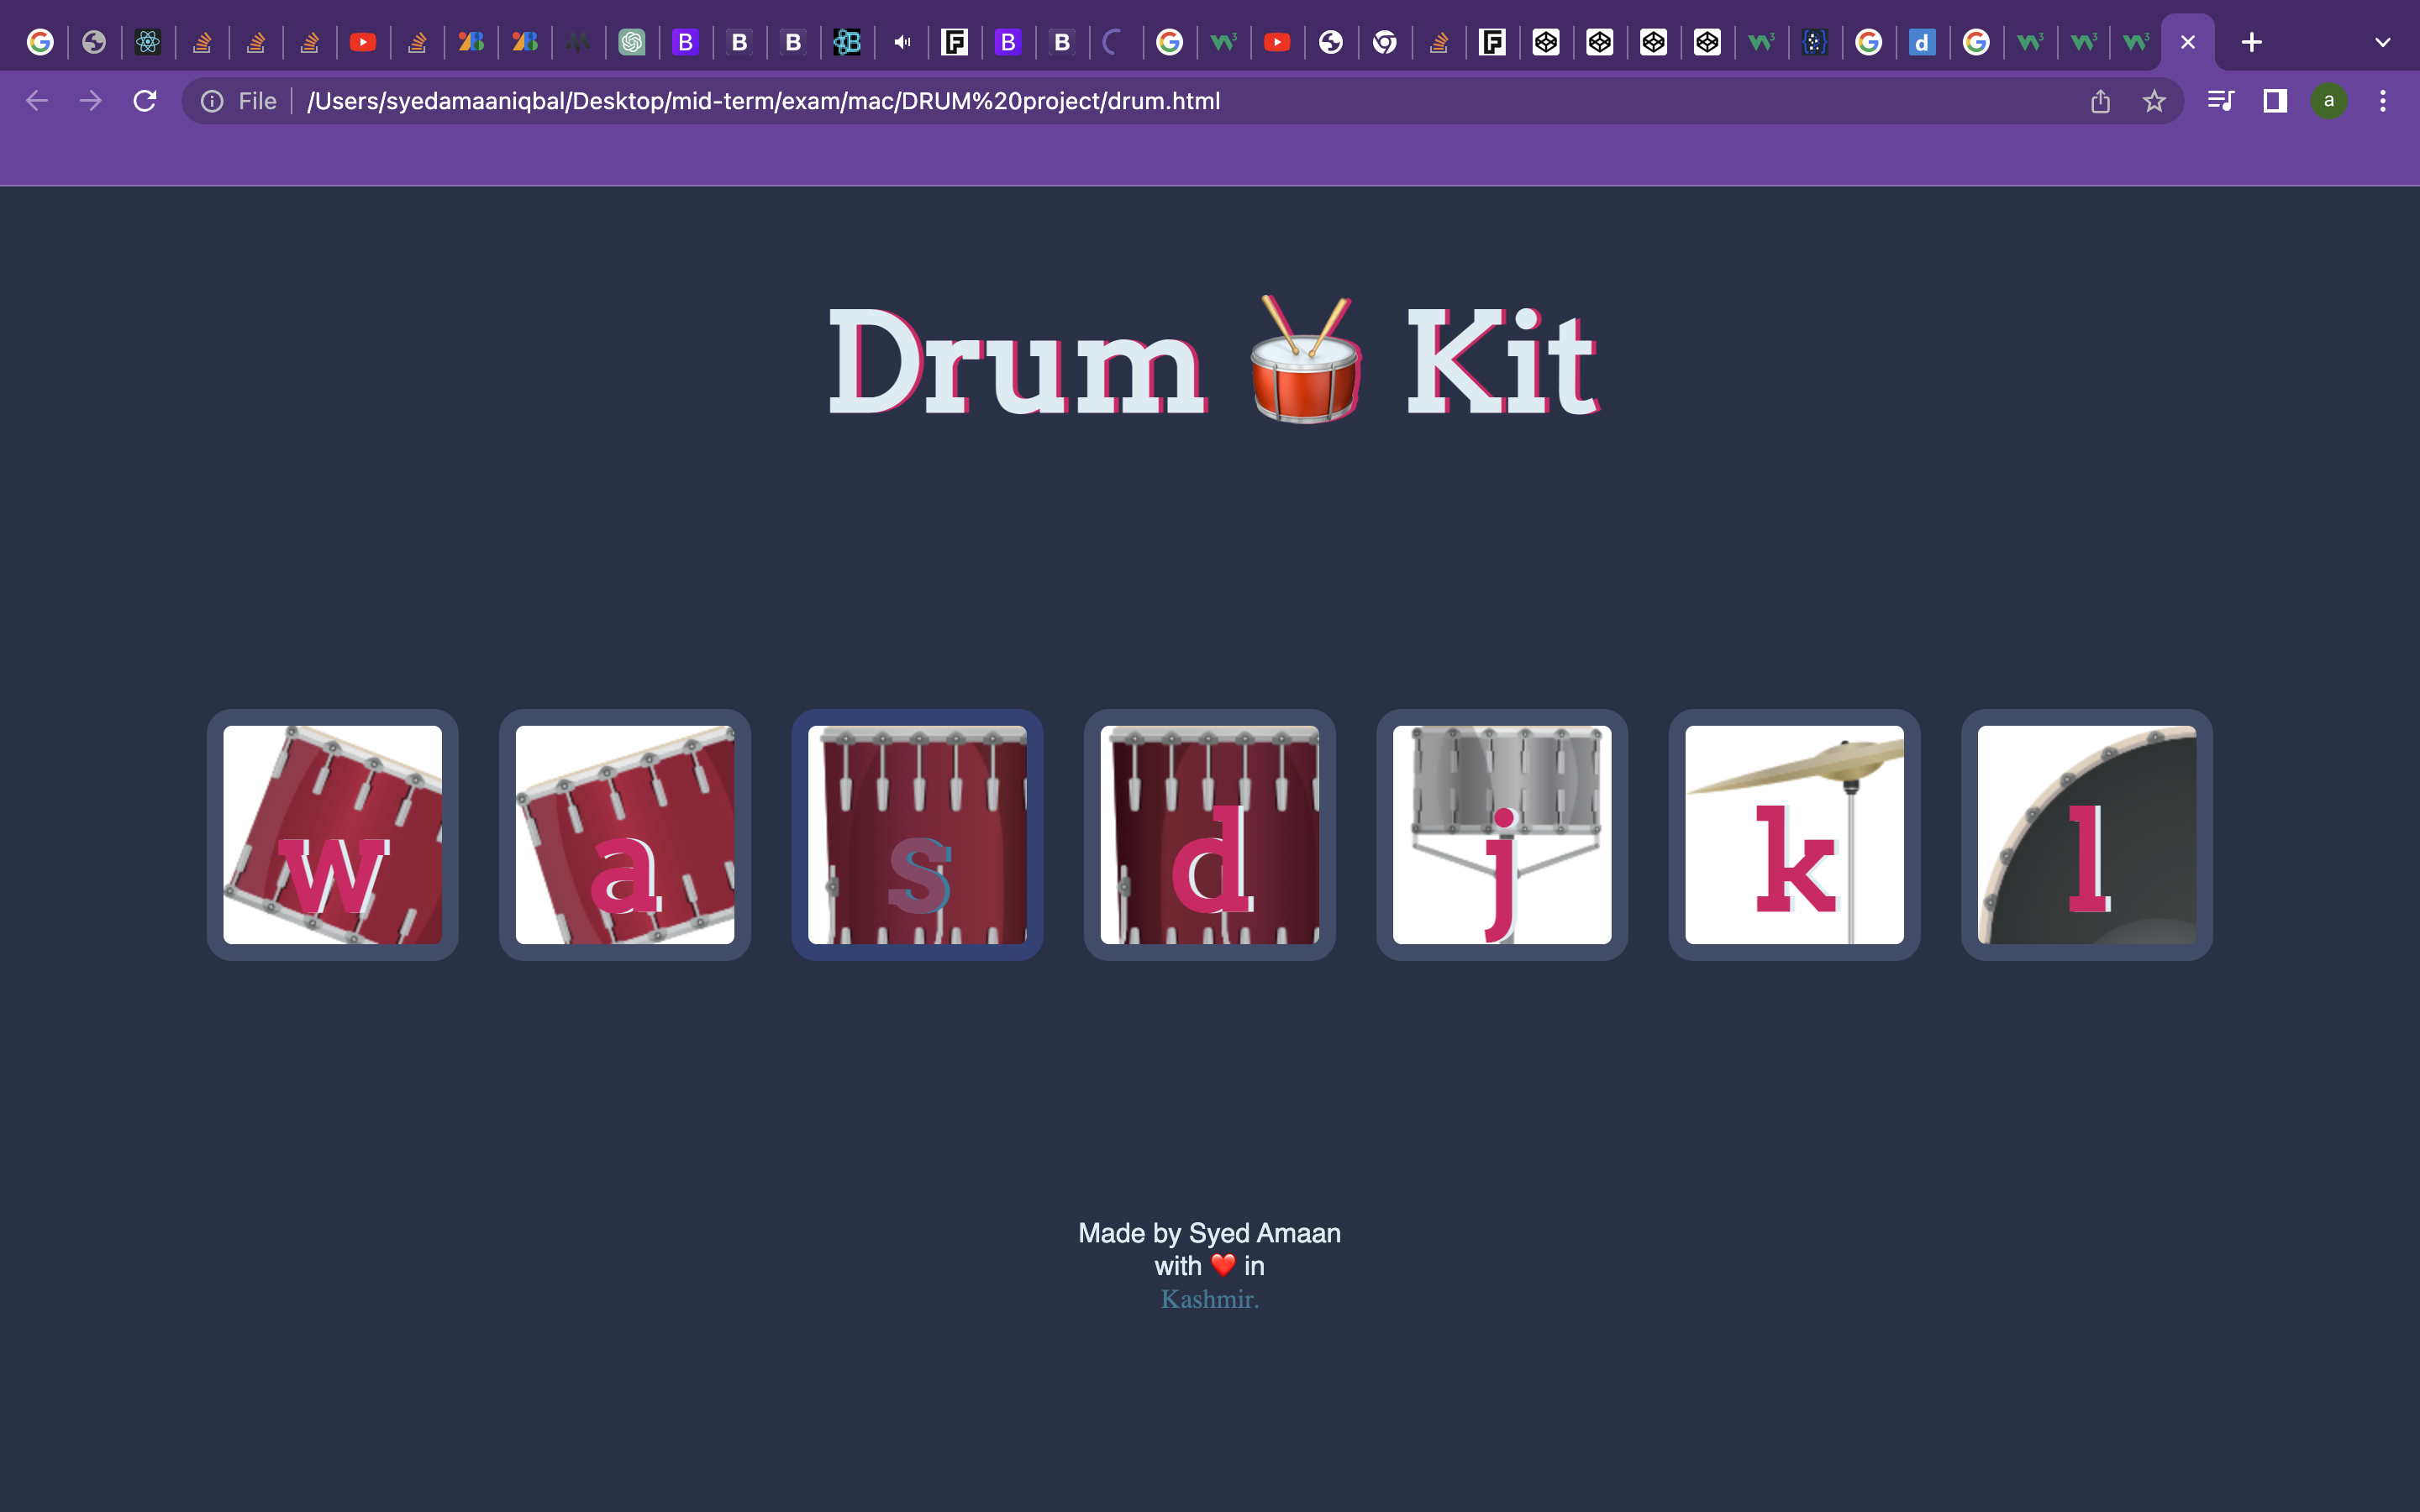 File /Users/syedamaaniqbal/Desktop/mid-term/exam/mac/DRUM%20project/drum.html
a
Drum 🥁 Kit
w a s d j k l
Made by Syed Amaan
with ❤️ in
Kashmir.